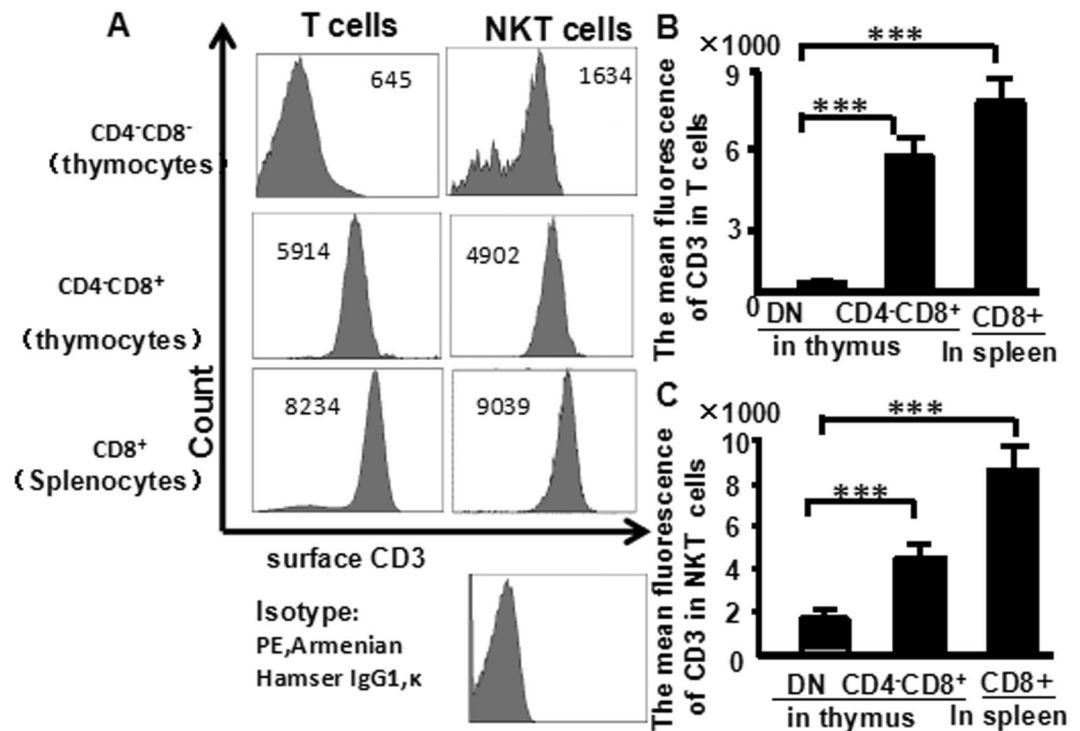 A
T cells
NKT cells
CD4⁻CD8⁻
(thymocytes)
645
1634
CD4⁻CD8⁺
(thymocytes)
5914
4902
CD8⁺
(Splenocytes)
8234
9039
Count
surface CD3
Isotype:
PE,Armenian
Hamser IgG1,κ
B
×1000
The mean fluorescence
of CD3 in T cells
9
6
3
0
***
***
DN
CD4⁻CD8⁺
CD8+
in thymus
In spleen
C
×1000
The mean fluorescence
of CD3 in NKT cells
10
8
6
4
2
0
***
***
DN
CD4⁻CD8⁺
CD8+
in thymus
In spleen